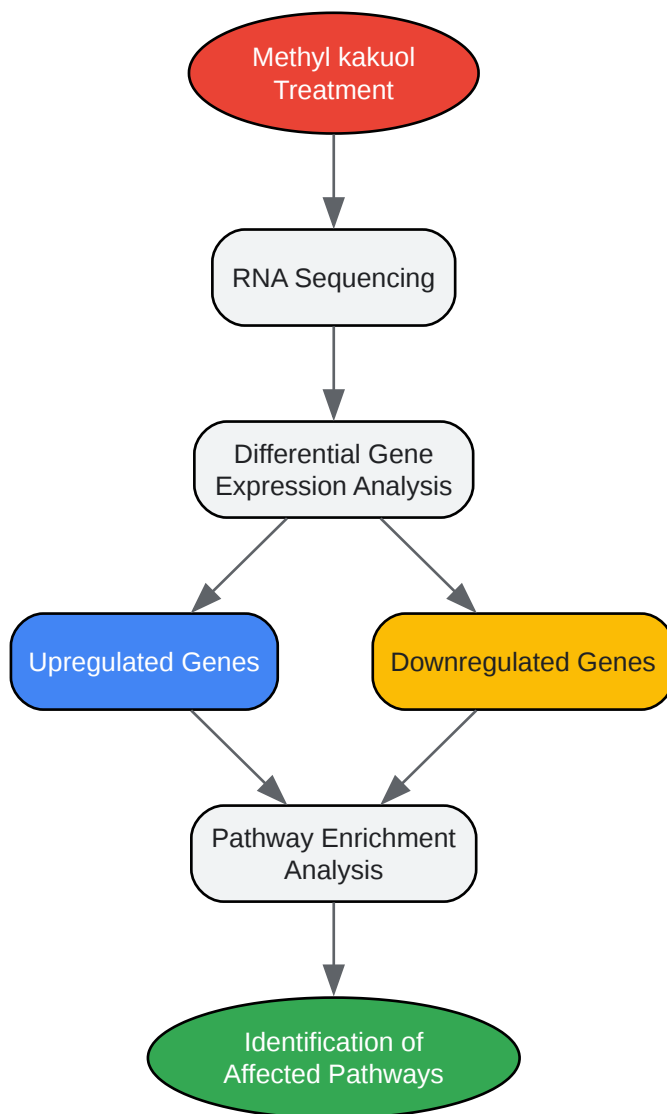 Methyl kakuol
Treatment
RNA Sequencing
Differential Gene
Expression Analysis
Upregulated Genes
Downregulated Genes
Pathway Enrichment
Analysis
Identification of
Affected Pathways